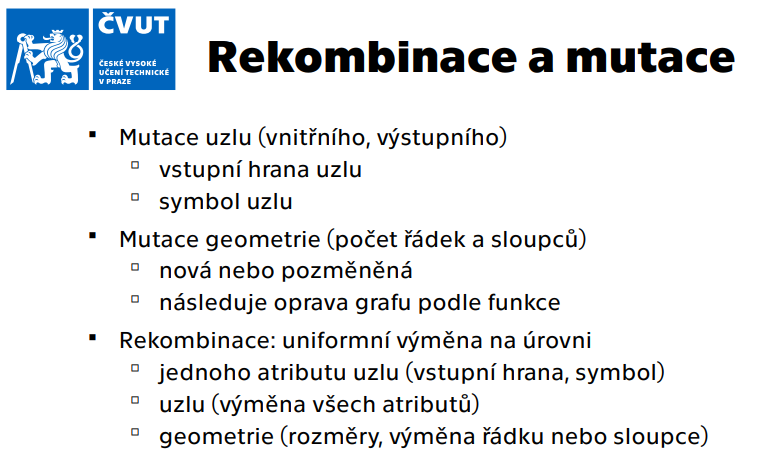 ČVUT
ČESKÉ VYSOKÉ
UČENÍ TECHNICKÉ
V PRAZE
Rekombinace a mutace
Mutace uzlu (vnitřního, výstupního)
vstupní hrana uzlu
symbol uzlu
Mutace geometrie (počet řádek a sloupců)
nová nebo pozměněná
následuje oprava grafu podle funkce
Rekombinace: uniformní výměna na úrovni
jednoho atributu uzlu (vstupní hrana, symbol)
uzlu (výměna všech atributů)
geometrie (rozměry, výměna řádku nebo sloupce)